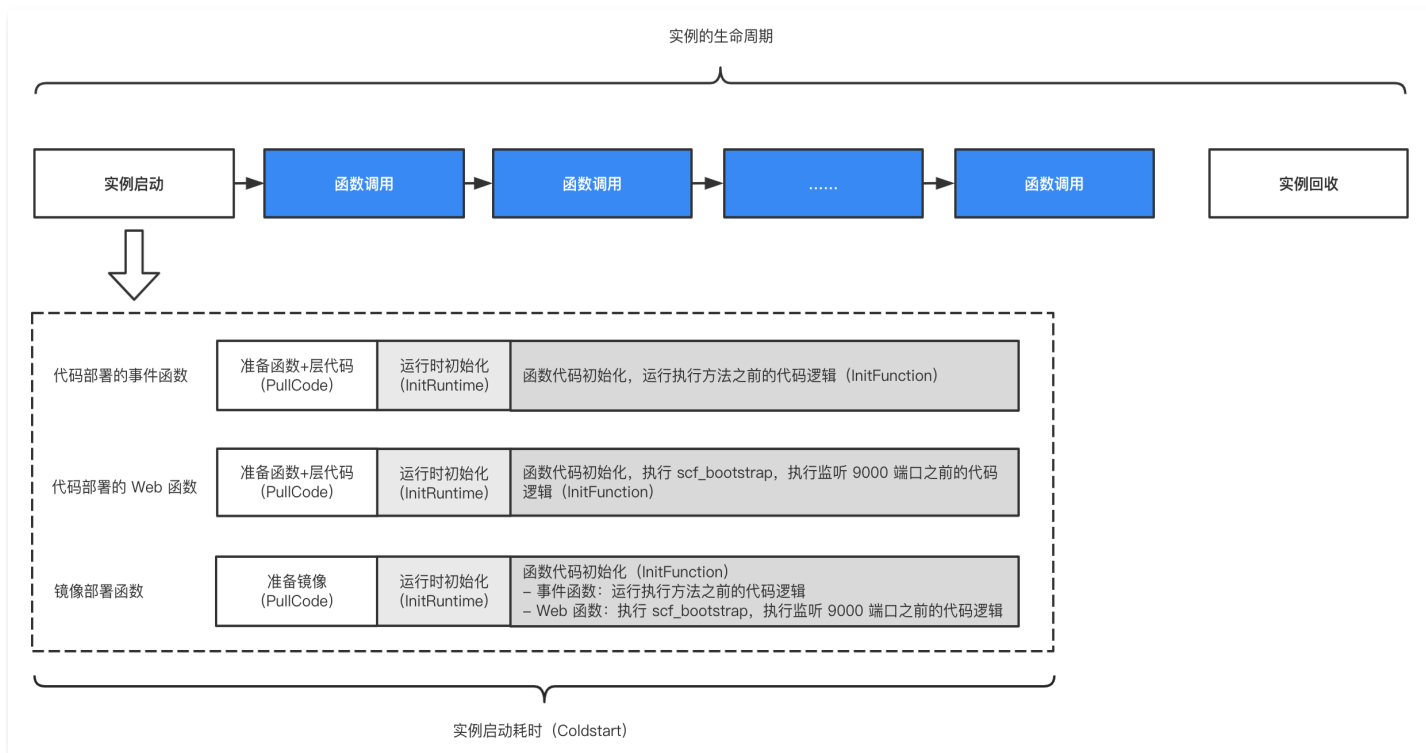 实例的生命周期
实例启动
函数调用
函数调用
......
函数调用
实例回收
代码部署的事件函数
准备函数+层代码
(PullCode)
运行时初始化
(InitRuntime)
函数代码初始化，运行执行方法之前的代码逻辑（InitFunction）
代码部署的 Web 函数
准备函数+层代码
(PullCode)
运行时初始化
(InitRuntime)
函数代码初始化，执行 scf_bootstrap，执行监听 9000 端口之前的代码
逻辑（InitFunction）
镜像部署函数
准备镜像
(PullCode)
运行时初始化
(InitRuntime)
函数代码初始化（InitFunction）
– 事件函数：运行执行方法之前的代码逻辑
– Web 函数：执行 scf_bootstrap，执行监听 9000 端口之前的代码逻辑
实例启动耗时（Coldstart）